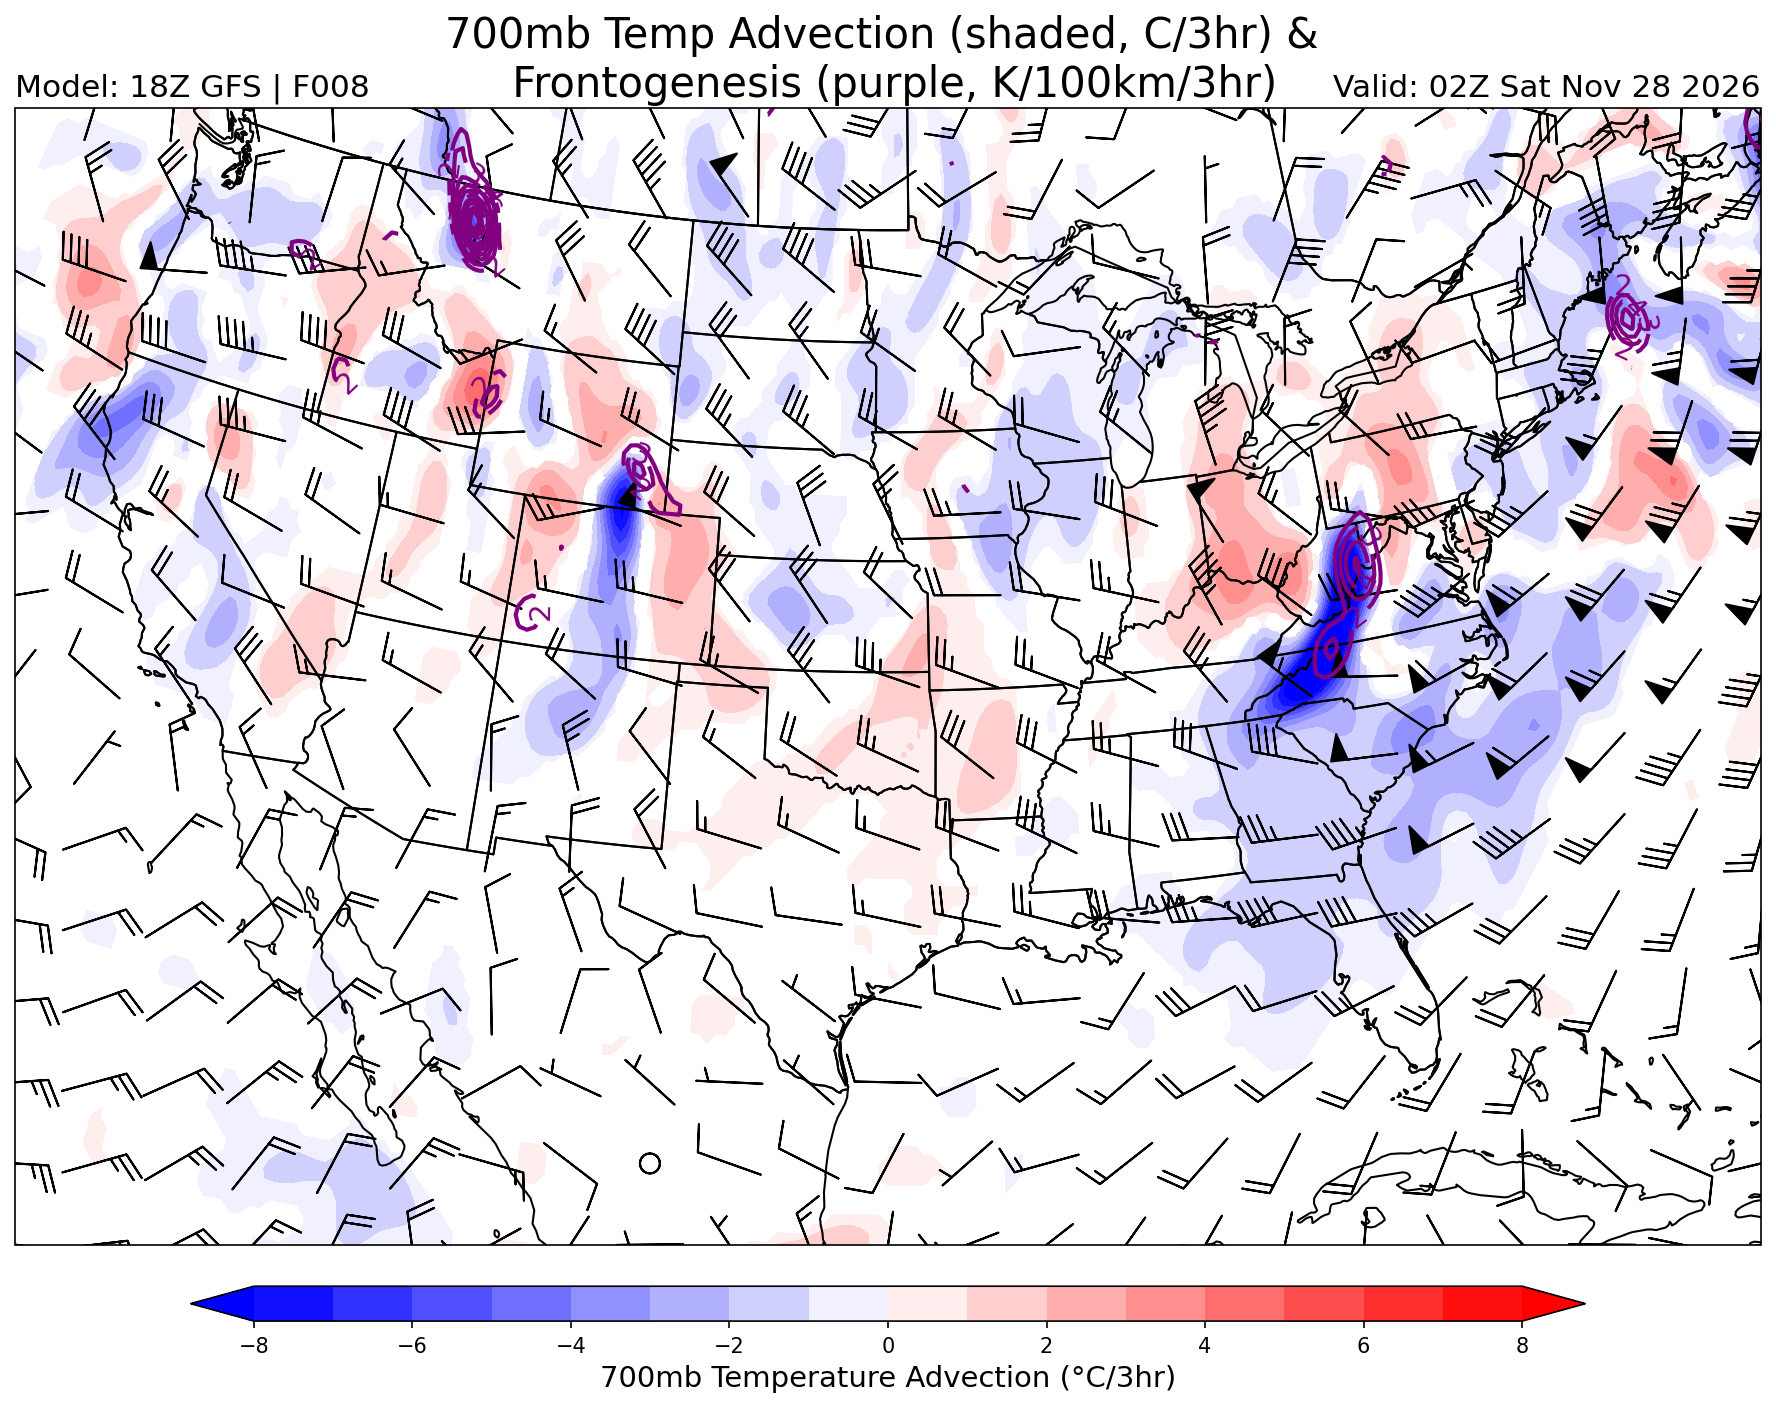 700mb Temp Advection (shaded, C/3hr) &
Model: 18Z GFS | F008
Frontogenesis (purple, K/100km/3hr)
Valid: 02Z Sat Nov 28 2026
−8 −6 −4 −2 0 2 4 6 8
700mb Temperature Advection (°C/3hr)